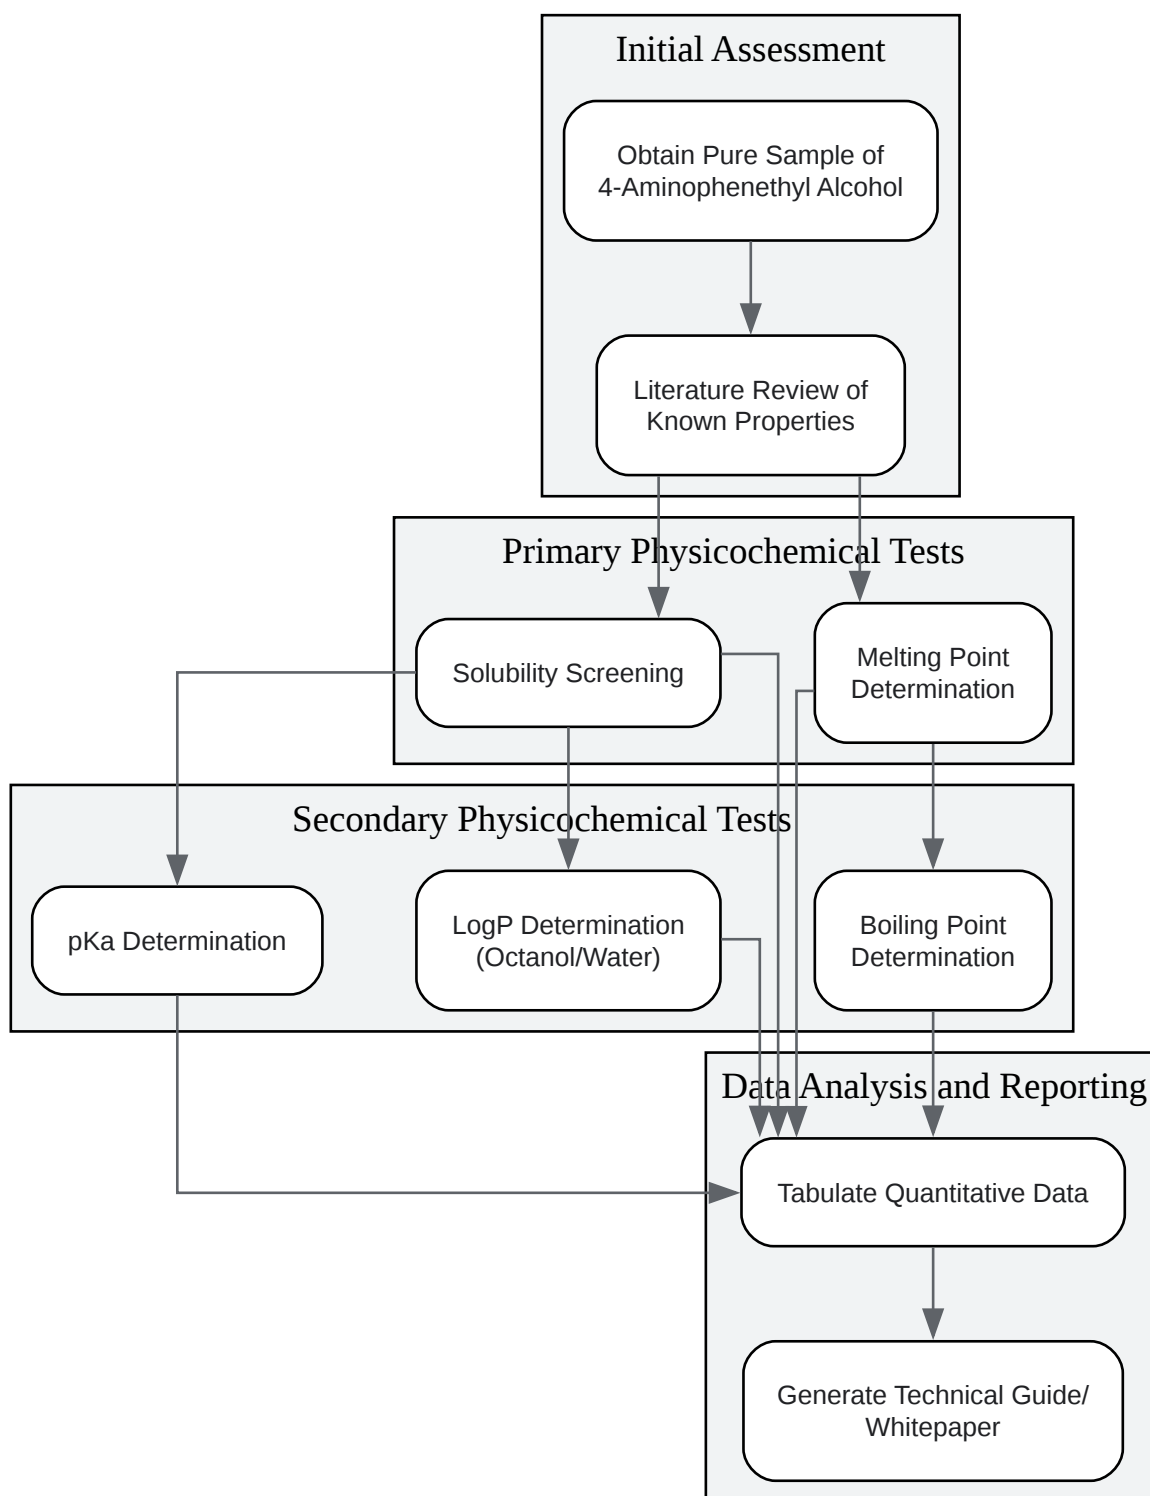 Initial Assessment
Obtain Pure Sample of
4-Aminophenethyl Alcohol
Literature Review of
Known Properties
Primary Physicochemical Tests
Solubility Screening
Melting Point
Determination
Secondary Physicochemical Tests
pKa Determination
LogP Determination
(Octanol/Water)
Boiling Point
Determination
Data Analysis and Reporting
Tabulate Quantitative Data
Generate Technical Guide/
Whitepaper